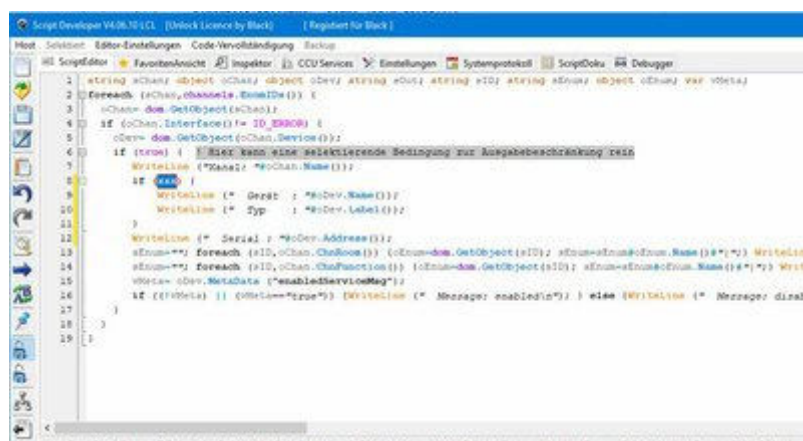 Script Developer V4.06.10 LCL [Unlock Licence by Black] [Registiert für Black]
Host Selektiert Editor-Einstellungen Code-Vervollständigung Backup
ScriptEditor FavoritenAnsicht Inspektor CCU Services Einstellungen Systemprotokoll ScriptDoku Debugger
1 string sChan; object oChan; object oDev; string sOut; string sID; string sEnum; object oEnum; var vMeta;
2 foreach (sChan,channels.EnumIDs()) {
3 oChan= dom.GetObject(sChan);
4 if (oChan.Interface()!= ID_ERROR) {
5 oDev= dom.GetObject(oChan.Device());
6 if (true) { ! Hier kann eine selektierende Bedingung zur Ausgabebeschränkung rein
7 WriteLine ("Kanal: "#oChan.Name());
8 if (xxx) {
9 WriteLine (" Gerät : "#oDev.Name());
10 WriteLine (" Typ : "#oDev.Label());
11 }
12 WriteLine (" Serial : "#oDev.Address());
13 sEnum=""; foreach (sID,oChan.ChnRoom()) {oEnum=dom.GetObject(sID); sEnum=sEnum#oEnum.Name()#"|";} WriteLin
14 sEnum=""; foreach (sID,oChan.ChnFunction()) {oEnum=dom.GetObject(sID); sEnum=sEnum#oEnum.Name()#"|";} Writ
15 vMeta= oDev.MetaData ("enabledServiceMsg");
16 if ((!vMeta) || (vMeta=="true")) {WriteLine (" Message: enabled\n"); } else {WriteLine (" Message: disab
17 }
18 }
19 }